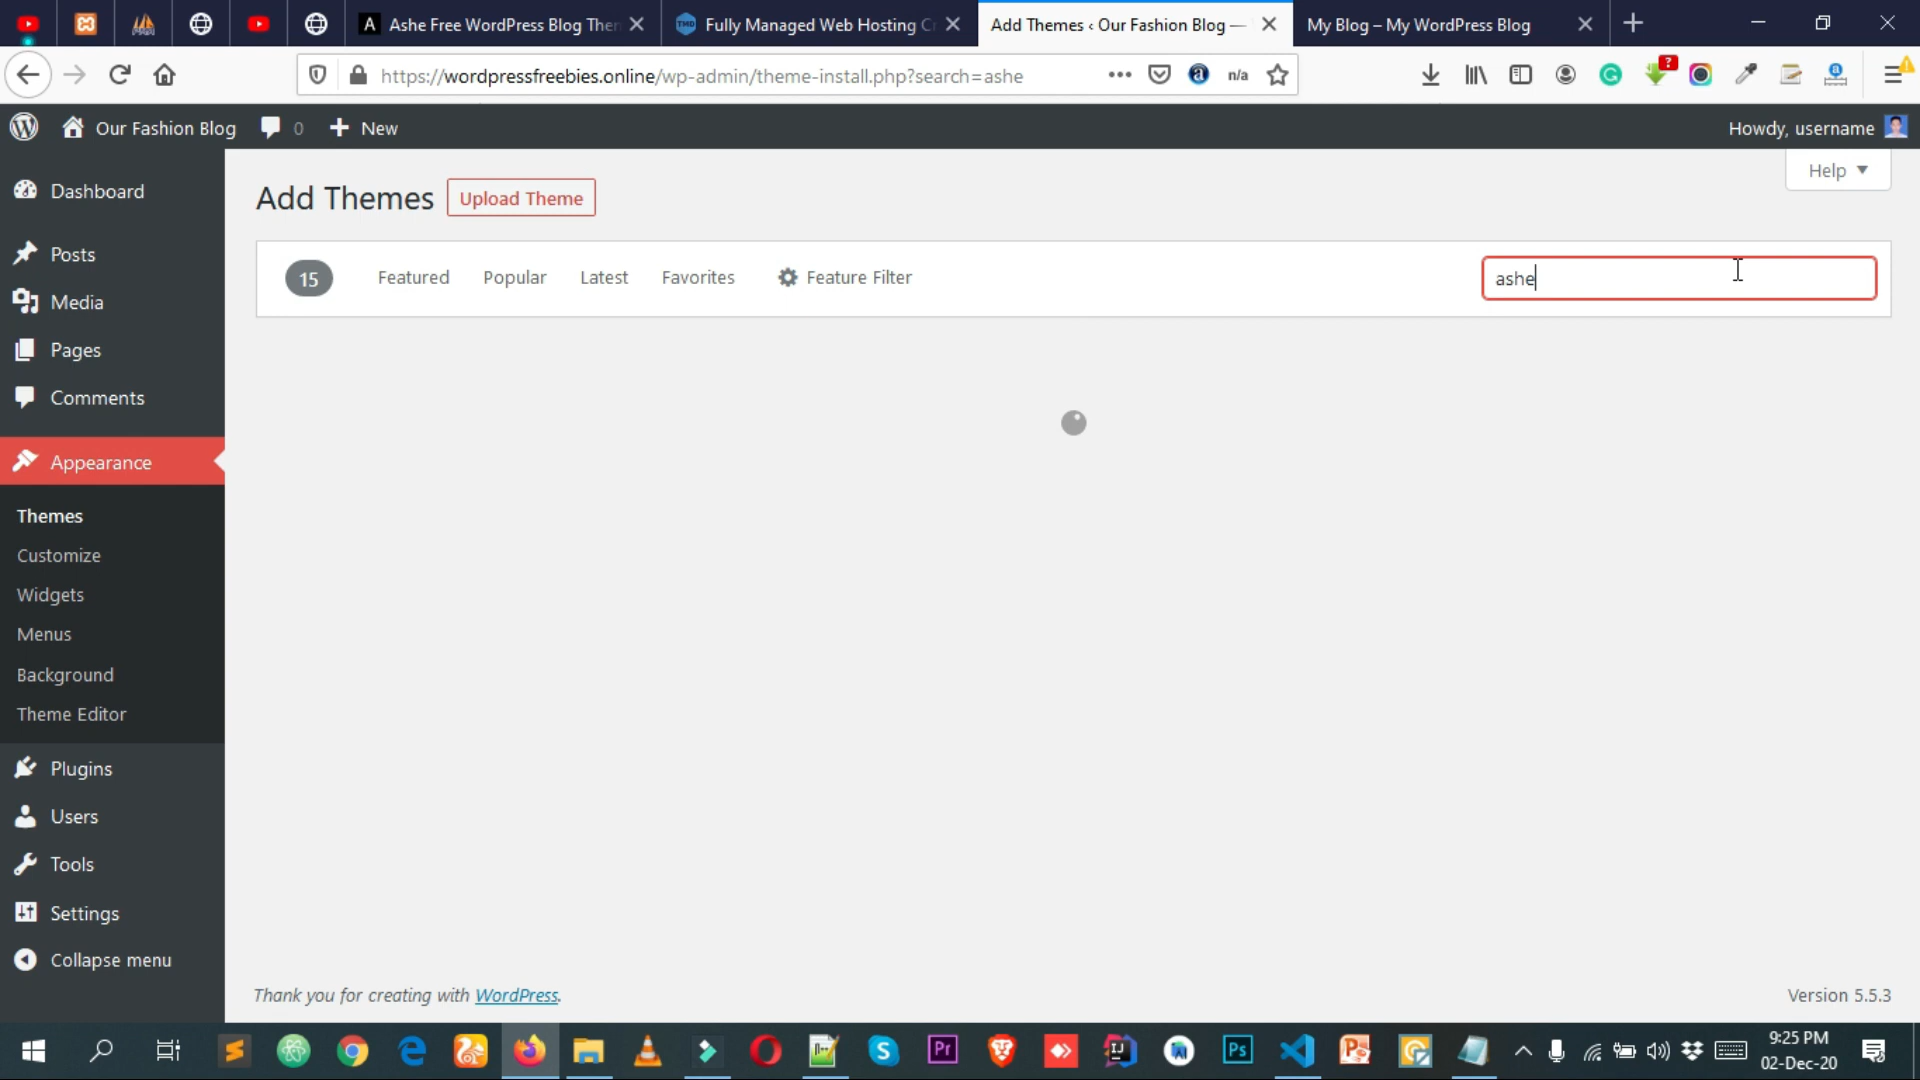 Ashe Free WordPress Blog Them
Fully Managed Web Hosting Co
Add Themes ‹ Our Fashion Blog —
My Blog – My WordPress Blog
https://wordpressfreebies.online/wp-admin/theme-install.php?search=ashe
n/a
Our Fashion Blog
0
New
Howdy, username
Dashboard
Posts
Media
Pages
Comments
Appearance
Themes
Customize
Widgets
Menus
Background
Theme Editor
Plugins
Users
Tools
Settings
Collapse menu
Help
Add Themes
Upload Theme
15
Featured
Popular
Latest
Favorites
Feature Filter
ashe
Thank you for creating with WordPress.
Version 5.5.3
9:25 PM
02-Dec-20